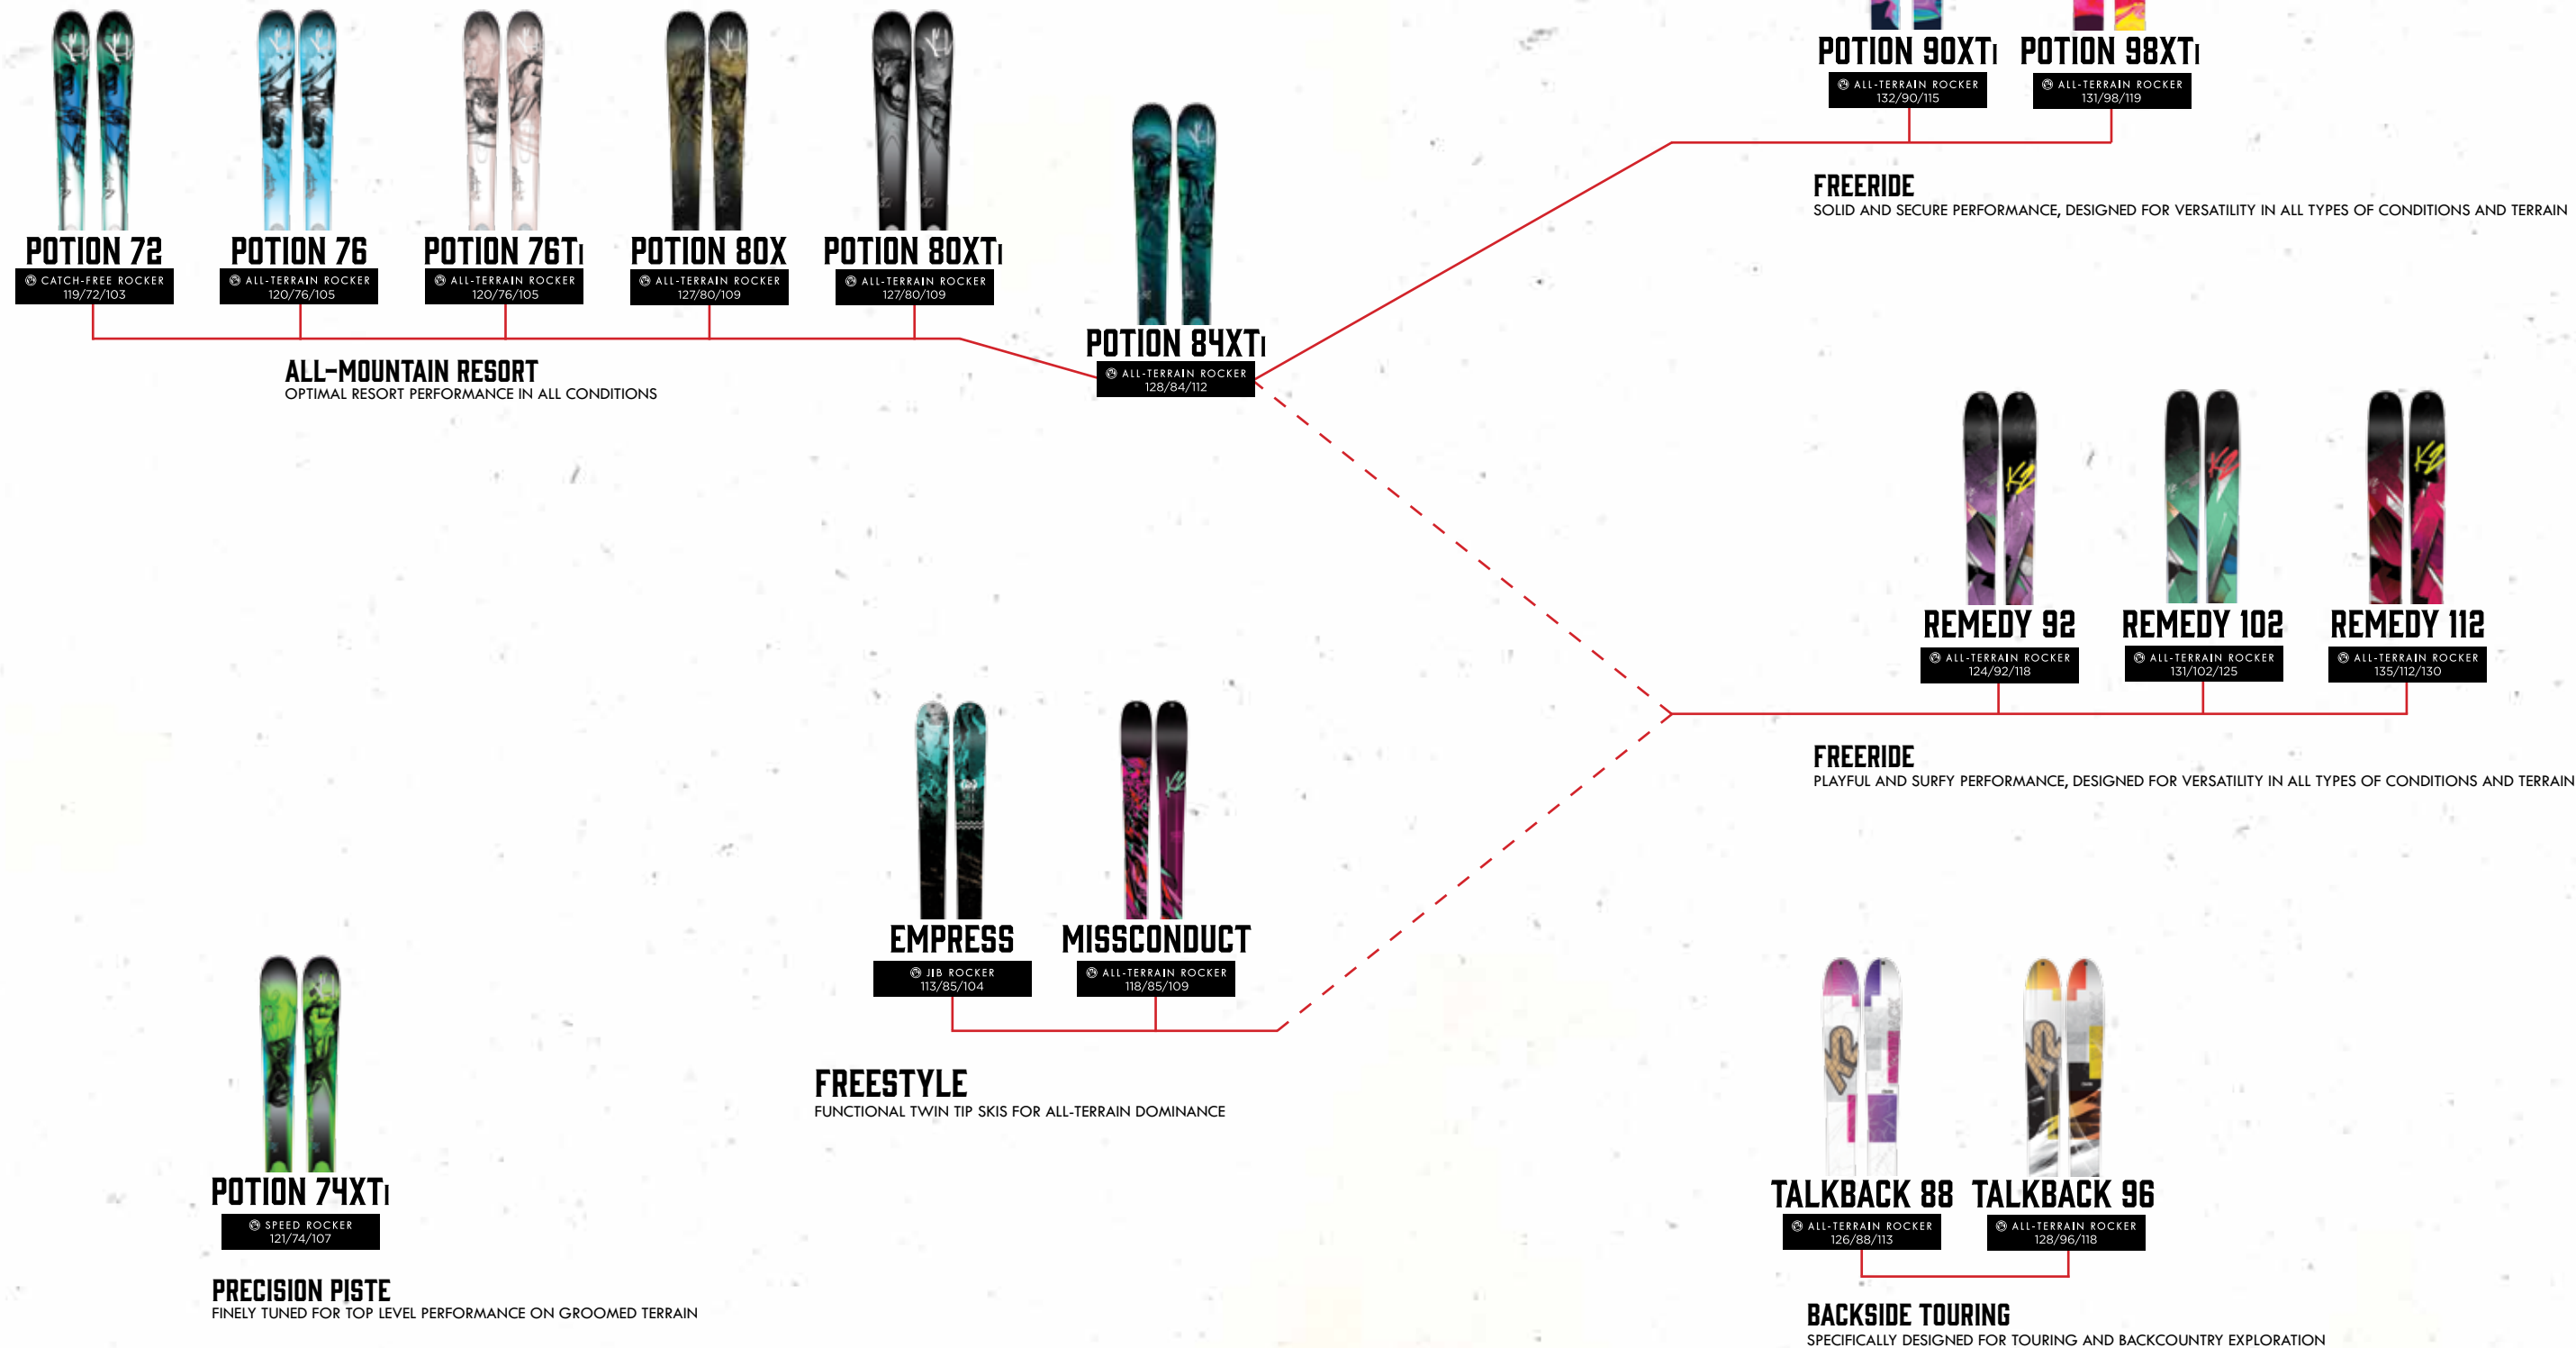 POTION 90XTi
ALL-TERRAIN ROCKER
132/90/115
POTION 98XTi
ALL-TERRAIN ROCKER
131/98/119
FREERIDE
SOLID AND SECURE PERFORMANCE, DESIGNED FOR VERSATILITY IN ALL TYPES OF CONDITIONS AND TERRAIN
POTION 72
CATCH-FREE ROCKER
119/72/103
POTION 76
ALL-TERRAIN ROCKER
120/76/105
POTION 76Ti
ALL-TERRAIN ROCKER
120/76/105
POTION 80X
ALL-TERRAIN ROCKER
127/80/109
POTION 80XTi
ALL-TERRAIN ROCKER
127/80/109
POTION 84XTi
ALL-TERRAIN ROCKER
128/84/112
ALL-MOUNTAIN RESORT
OPTIMAL RESORT PERFORMANCE IN ALL CONDITIONS
K2
K2
K2
REMEDY 92
ALL-TERRAIN ROCKER
124/92/118
REMEDY 102
ALL-TERRAIN ROCKER
131/102/125
REMEDY 112
ALL-TERRAIN ROCKER
135/112/130
FREERIDE
PLAYFUL AND SURFY PERFORMANCE, DESIGNED FOR VERSATILITY IN ALL TYPES OF CONDITIONS AND TERRAIN
K2
EMPRESS
JIB ROCKER
113/85/104
MISSCONDUCT
ALL-TERRAIN ROCKER
118/85/109
FREESTYLE
FUNCTIONAL TWIN TIP SKIS FOR ALL-TERRAIN DOMINANCE
POTION 74XTi
SPEED ROCKER
121/74/107
PRECISION PISTE
FINELY TUNED FOR TOP LEVEL PERFORMANCE ON GROOMED TERRAIN
K2
K2
TALKBACK 88
ALL-TERRAIN ROCKER
126/88/113
TALKBACK 96
ALL-TERRAIN ROCKER
128/96/118
BACKSIDE TOURING
SPECIFICALLY DESIGNED FOR TOURING AND BACKCOUNTRY EXPLORATION